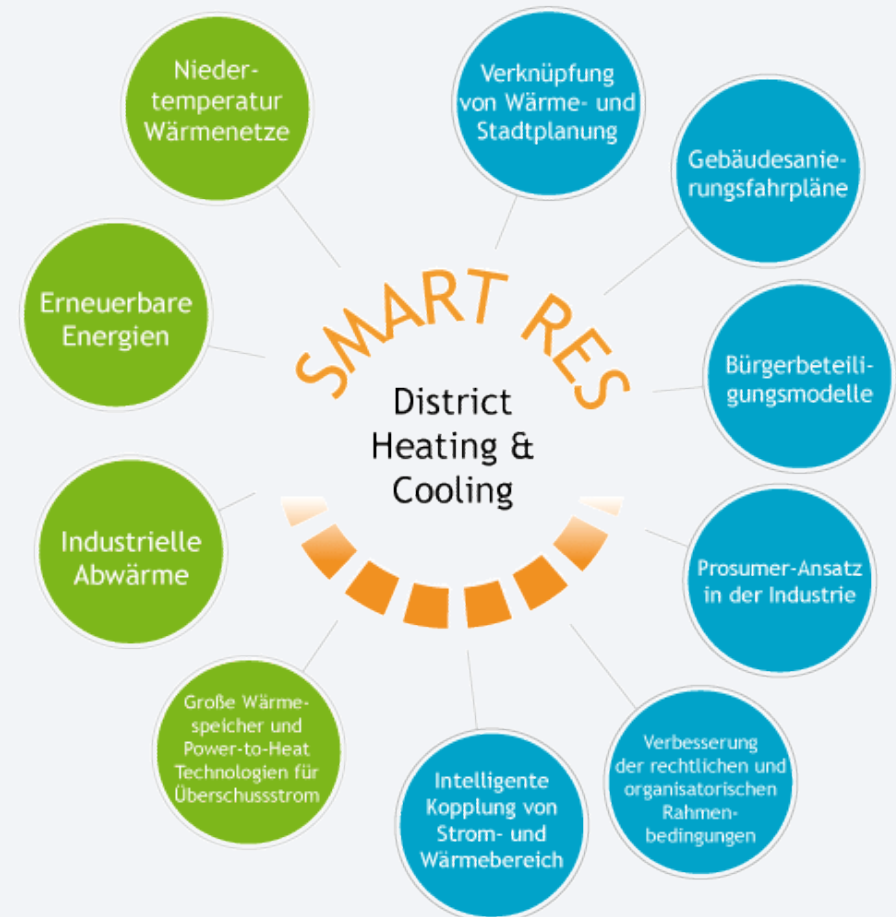 Nieder-
temperatur
Wärmenetze
Verknüpfung
von Wärme- und
Stadtplanung
Gebäudesanie-
rungsfahrpläne
Erneuerbare
Energien
SMART RES
District
Heating &
Cooling
Bürgerbeteili-
gungsmodelle
Industrielle
Abwärme
Prosumer-Ansatz
in der Industrie
Große Wärme-
speicher und
Power-to-Heat
Technologien für
Überschussstrom
Intelligente
Kopplung von
Strom- und
Wärmebereich
Verbesserung
der rechtlichen und
organisatorischen
Rahmen-
bedingungen